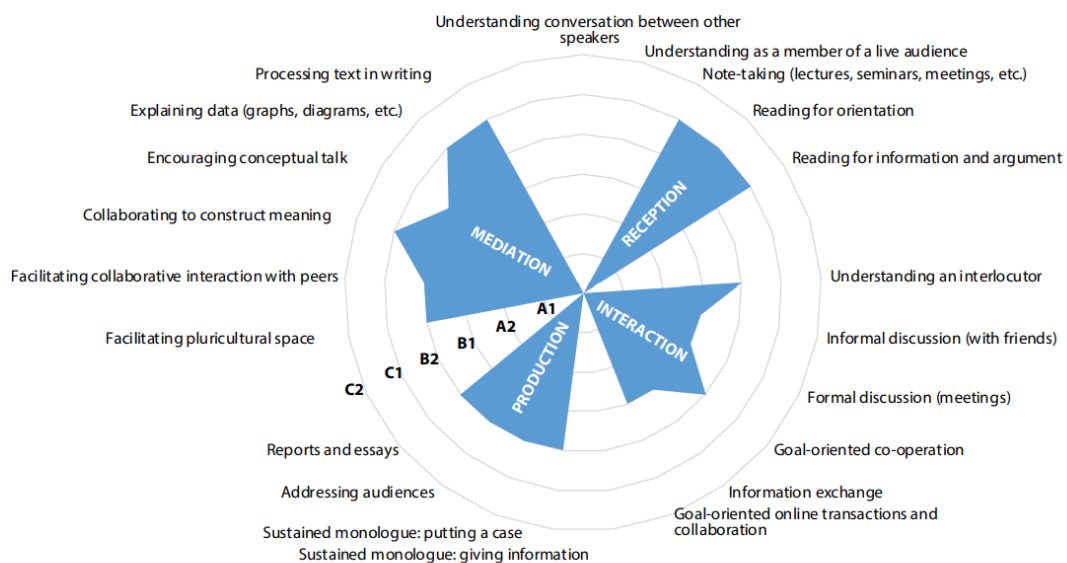 Understanding conversation between other
speakers
Understanding as a member of a live audience
Note-taking (lectures, seminars, meetings, etc.)
Reading for orientation
Reading for information and argument
Understanding an interlocutor
Informal discussion (with friends)
Formal discussion (meetings)
Goal-oriented co-operation
Information exchange
Goal-oriented online transactions and
collaboration
Sustained monologue: giving information
Sustained monologue: putting a case
Addressing audiences
Reports and essays
Facilitating pluricultural space
Facilitating collaborative interaction with peers
Collaborating to construct meaning
Encouraging conceptual talk
Explaining data (graphs, diagrams, etc.)
Processing text in writing
RECEPTION
INTERACTION
PRODUCTION
MEDIATION
A1
A2
B1
B2
C1
C2